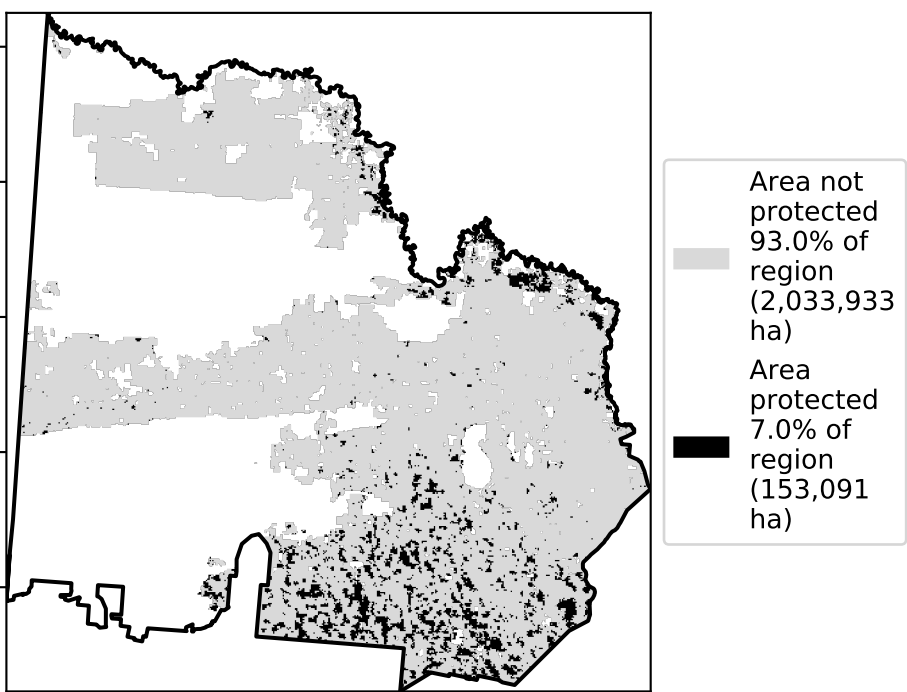 Area not
protected
93.0% of
region
(2,033,933
ha)
Area
protected
7.0% of
region
(153,091
ha)